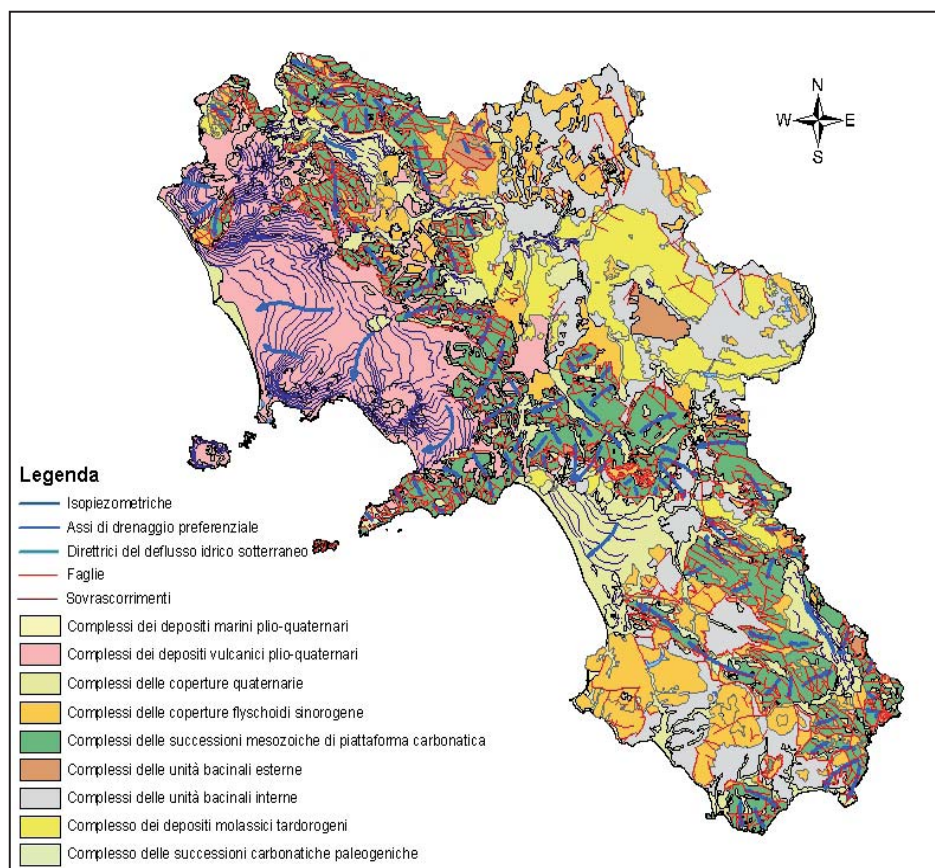 N
W E
S
Legenda
Isopiezometriche
Assi di drenaggio preferenziale
Direttrici del deflusso idrico sotterraneo
Faglie
Sovrascorrimenti
Complessi dei depositi marini plio-quaternari
Complessi dei depositi vulcanici plio-quaternari
Complessi delle coperture quaternarie
Complessi delle coperture flyschoidi sinorogene
Complessi delle successioni mesozoiche di piattaforma carbonatica
Complessi delle unità bacinali esterne
Complessi delle unità bacinali interne
Complesso dei depositi molassici tardorogeni
Complesso delle successioni carbonatiche paleogeniche